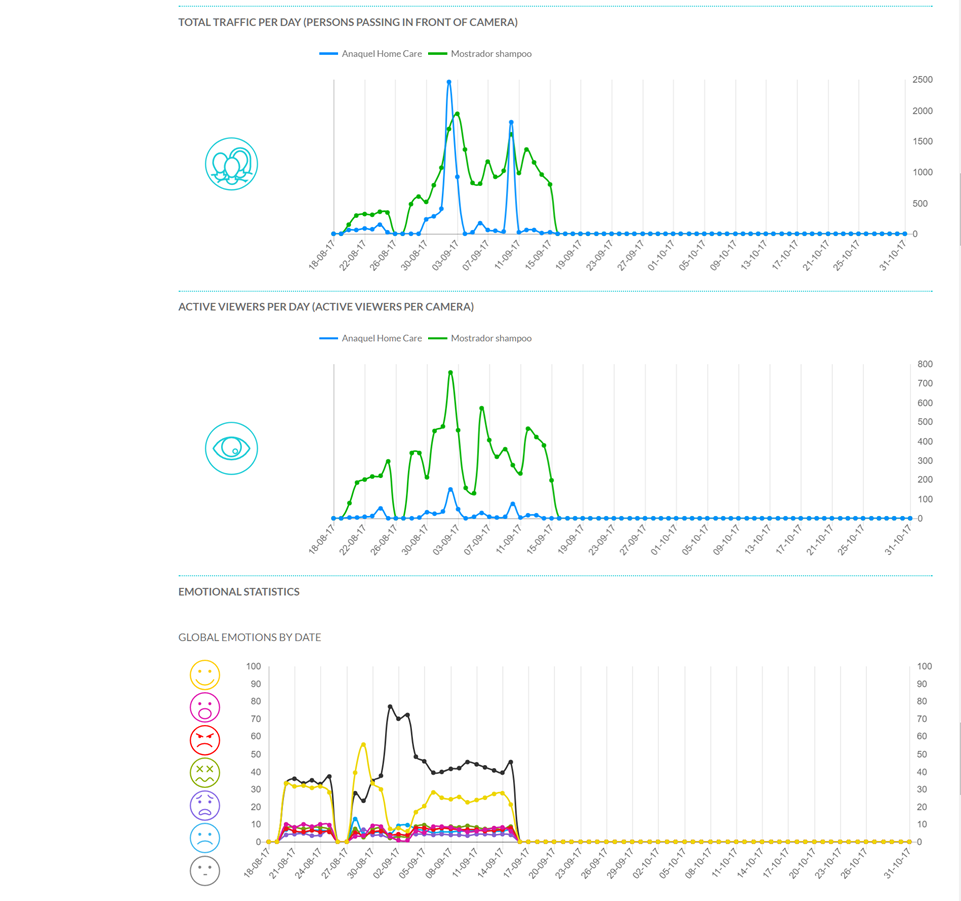 TOTAL TRAFFIC PER DAY (PERSONS PASSING IN FRONT OF CAMERA)
Anaquel Home Care Mostrador shampoo
2500
2000
1500
1000
500
0
18-08-17 22-08-17 26-08-17 30-08-17 03-09-17 07-09-17 11-09-17 15-09-17 19-09-17 23-09-17 27-09-17 01-10-17 05-10-17 09-10-17 13-10-17 17-10-17 21-10-17 25-10-17 31-10-17
ACTIVE VIEWERS PER DAY (ACTIVE VIEWERS PER CAMERA)
Anaquel Home Care Mostrador shampoo
800
700
600
500
400
300
200
100
0
18-08-17 22-08-17 26-08-17 30-08-17 03-09-17 07-09-17 11-09-17 15-09-17 19-09-17 23-09-17 27-09-17 01-10-17 05-10-17 09-10-17 13-10-17 17-10-17 21-10-17 25-10-17 31-10-17
EMOTIONAL STATISTICS
GLOBAL EMOTIONS BY DATE
100 100
90 90
80 80
70 70
60 60
50 50
40 40
30 30
20 20
10 10
0 0
18-08-17 21-08-17 24-08-17 27-08-17 30-08-17 02-09-17 05-09-17 08-09-17 11-09-17 14-09-17 17-09-17 20-09-17 23-09-17 26-09-17 29-09-17 02-10-17 05-10-17 08-10-17 11-10-17 14-10-17 17-10-17 20-10-17 23-10-17 26-10-17 31-10-17